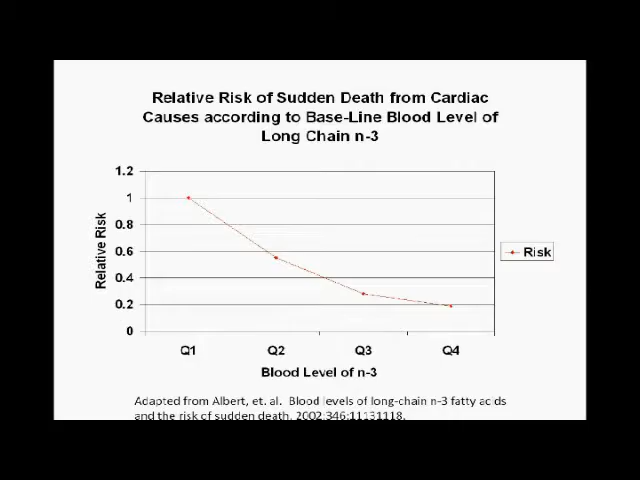 Relative Risk of Sudden Death from Cardiac
Causes according to Base-Line Blood Level of
Long Chain n-3
1.2
1
0.8
0.6
0.4
0.2
0
Relative Risk
Risk
Q1 Q2 Q3 Q4
Blood Level of n-3
Adapted from Albert, et. al. Blood levels of long-chain n-3 fatty acids
and the risk of sudden death. 2002;346:11131118.